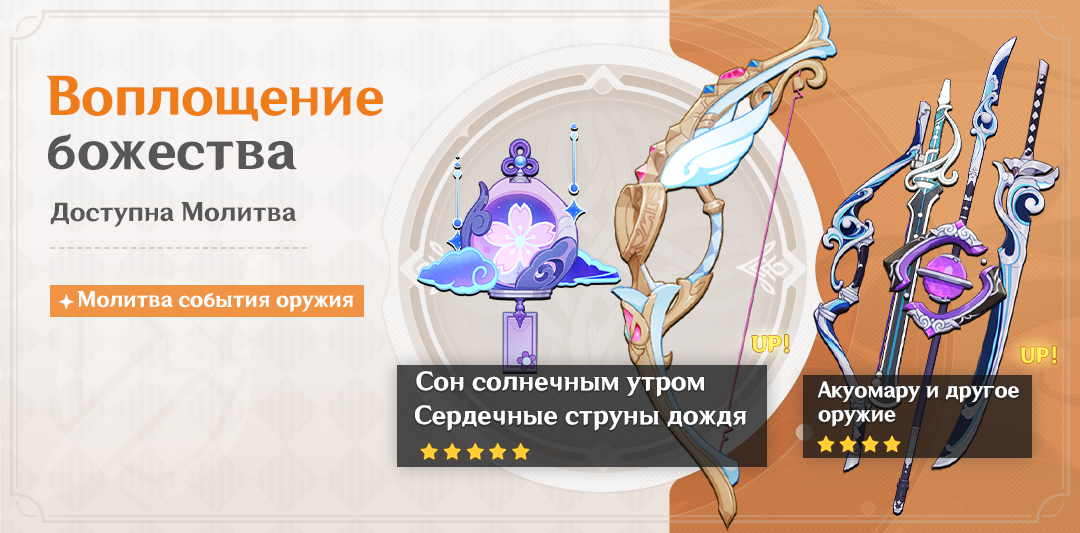 Воплощение
божества
Доступна Молитва
Молитва события оружия
UP!
Сон солнечным утром
Сердечные струны дождя
UP!
Акуомару и другое
оружие